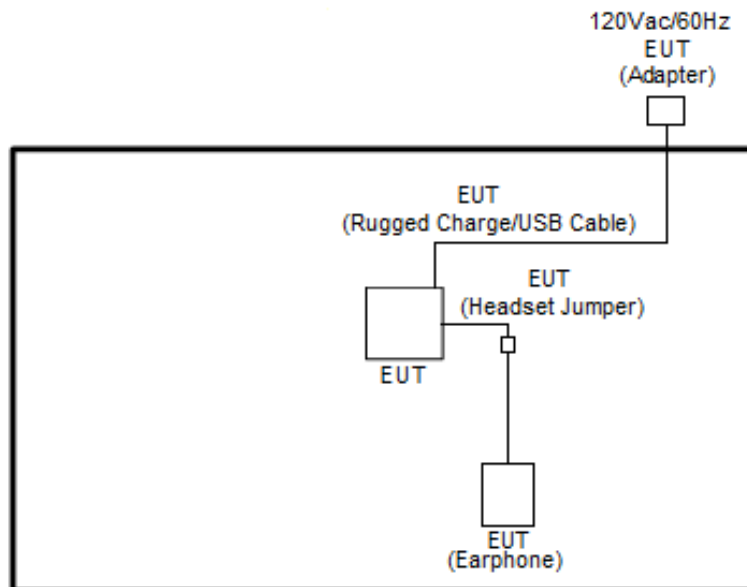 120Vac/60Hz
EUT
(Adapter)
EUT
(Rugged Charge/USB Cable)
EUT
(Headset Jumper)
EUT
EUT
(Earphone)